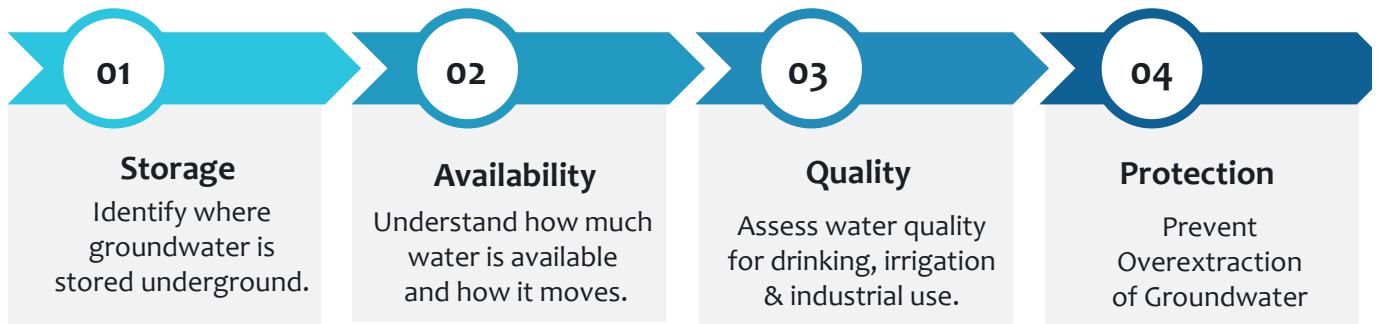 01
Storage
Identify where
groundwater is
stored underground.
02
Availability
Understand how much
water is available
and how it moves.
03
Quality
Assess water quality
for drinking, irrigation
& industrial use.
04
Protection
Prevent
Overextraction
of Groundwater